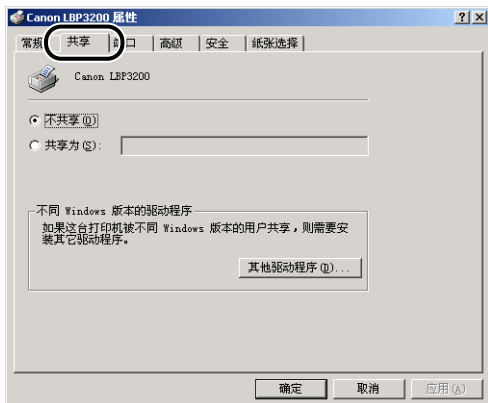 Canon LBP3200 属性
常规 共享 端口 高级 安全 纸张选择
Canon LBP3200
不共享(O)
共享为(S):
不同 Windows 版本的驱动程序
如果这台打印机被不同 Windows 版本的用户共享，则需要安
装其它驱动程序。
其他驱动程序(D)...
确定 取消 应用(A)